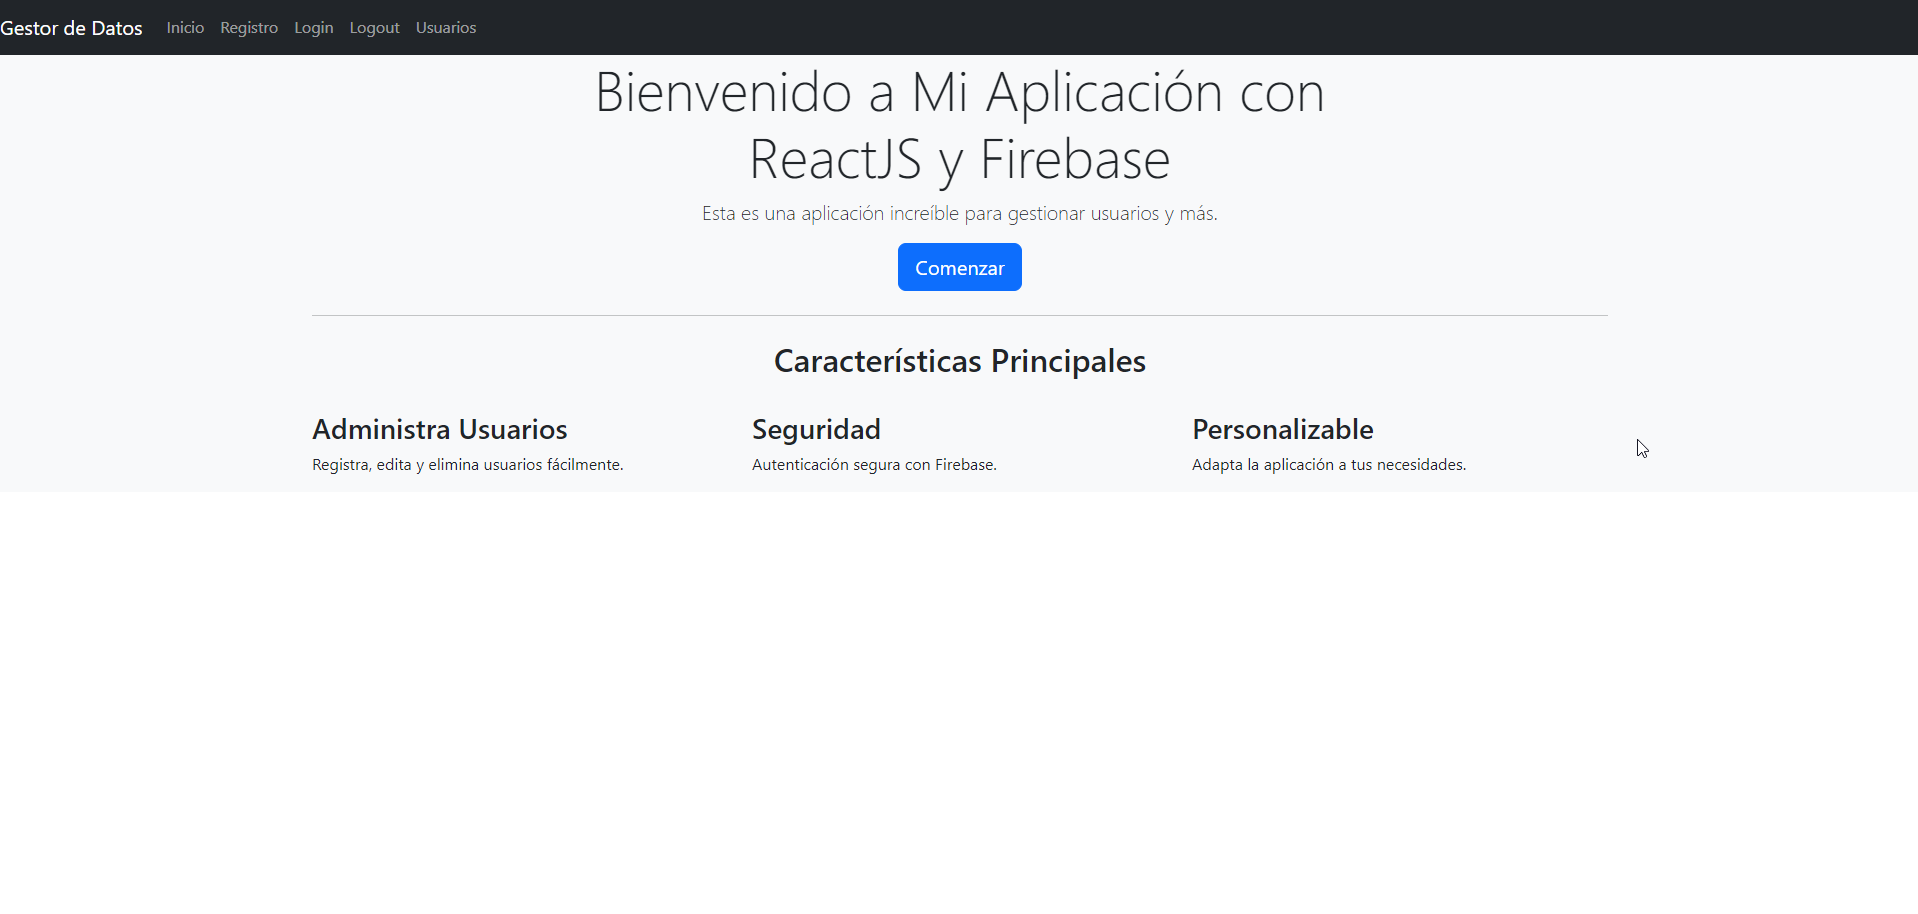 Gestor de Datos Inicio Registro Login Logout Usuarios
Bienvenido a Mi Aplicación con
ReactJS y Firebase
Esta es una aplicación increíble para gestionar usuarios y más.
Comenzar
Características Principales
Administra Usuarios
Registra, edita y elimina usuarios fácilmente.
Seguridad
Autenticación segura con Firebase.
Personalizable
Adapta la aplicación a tus necesidades.